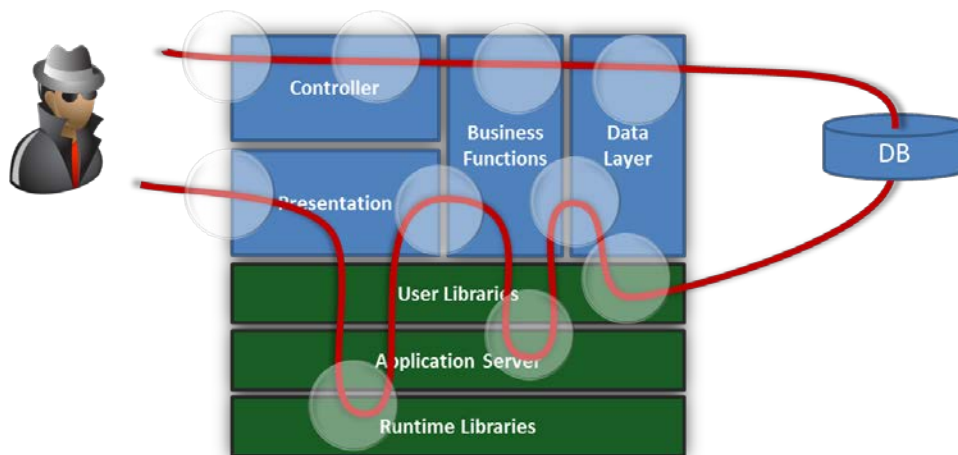 Controller
Business
Functions
Data
Layer
DB
Presentation
User Libraries
Application Server
Runtime Libraries